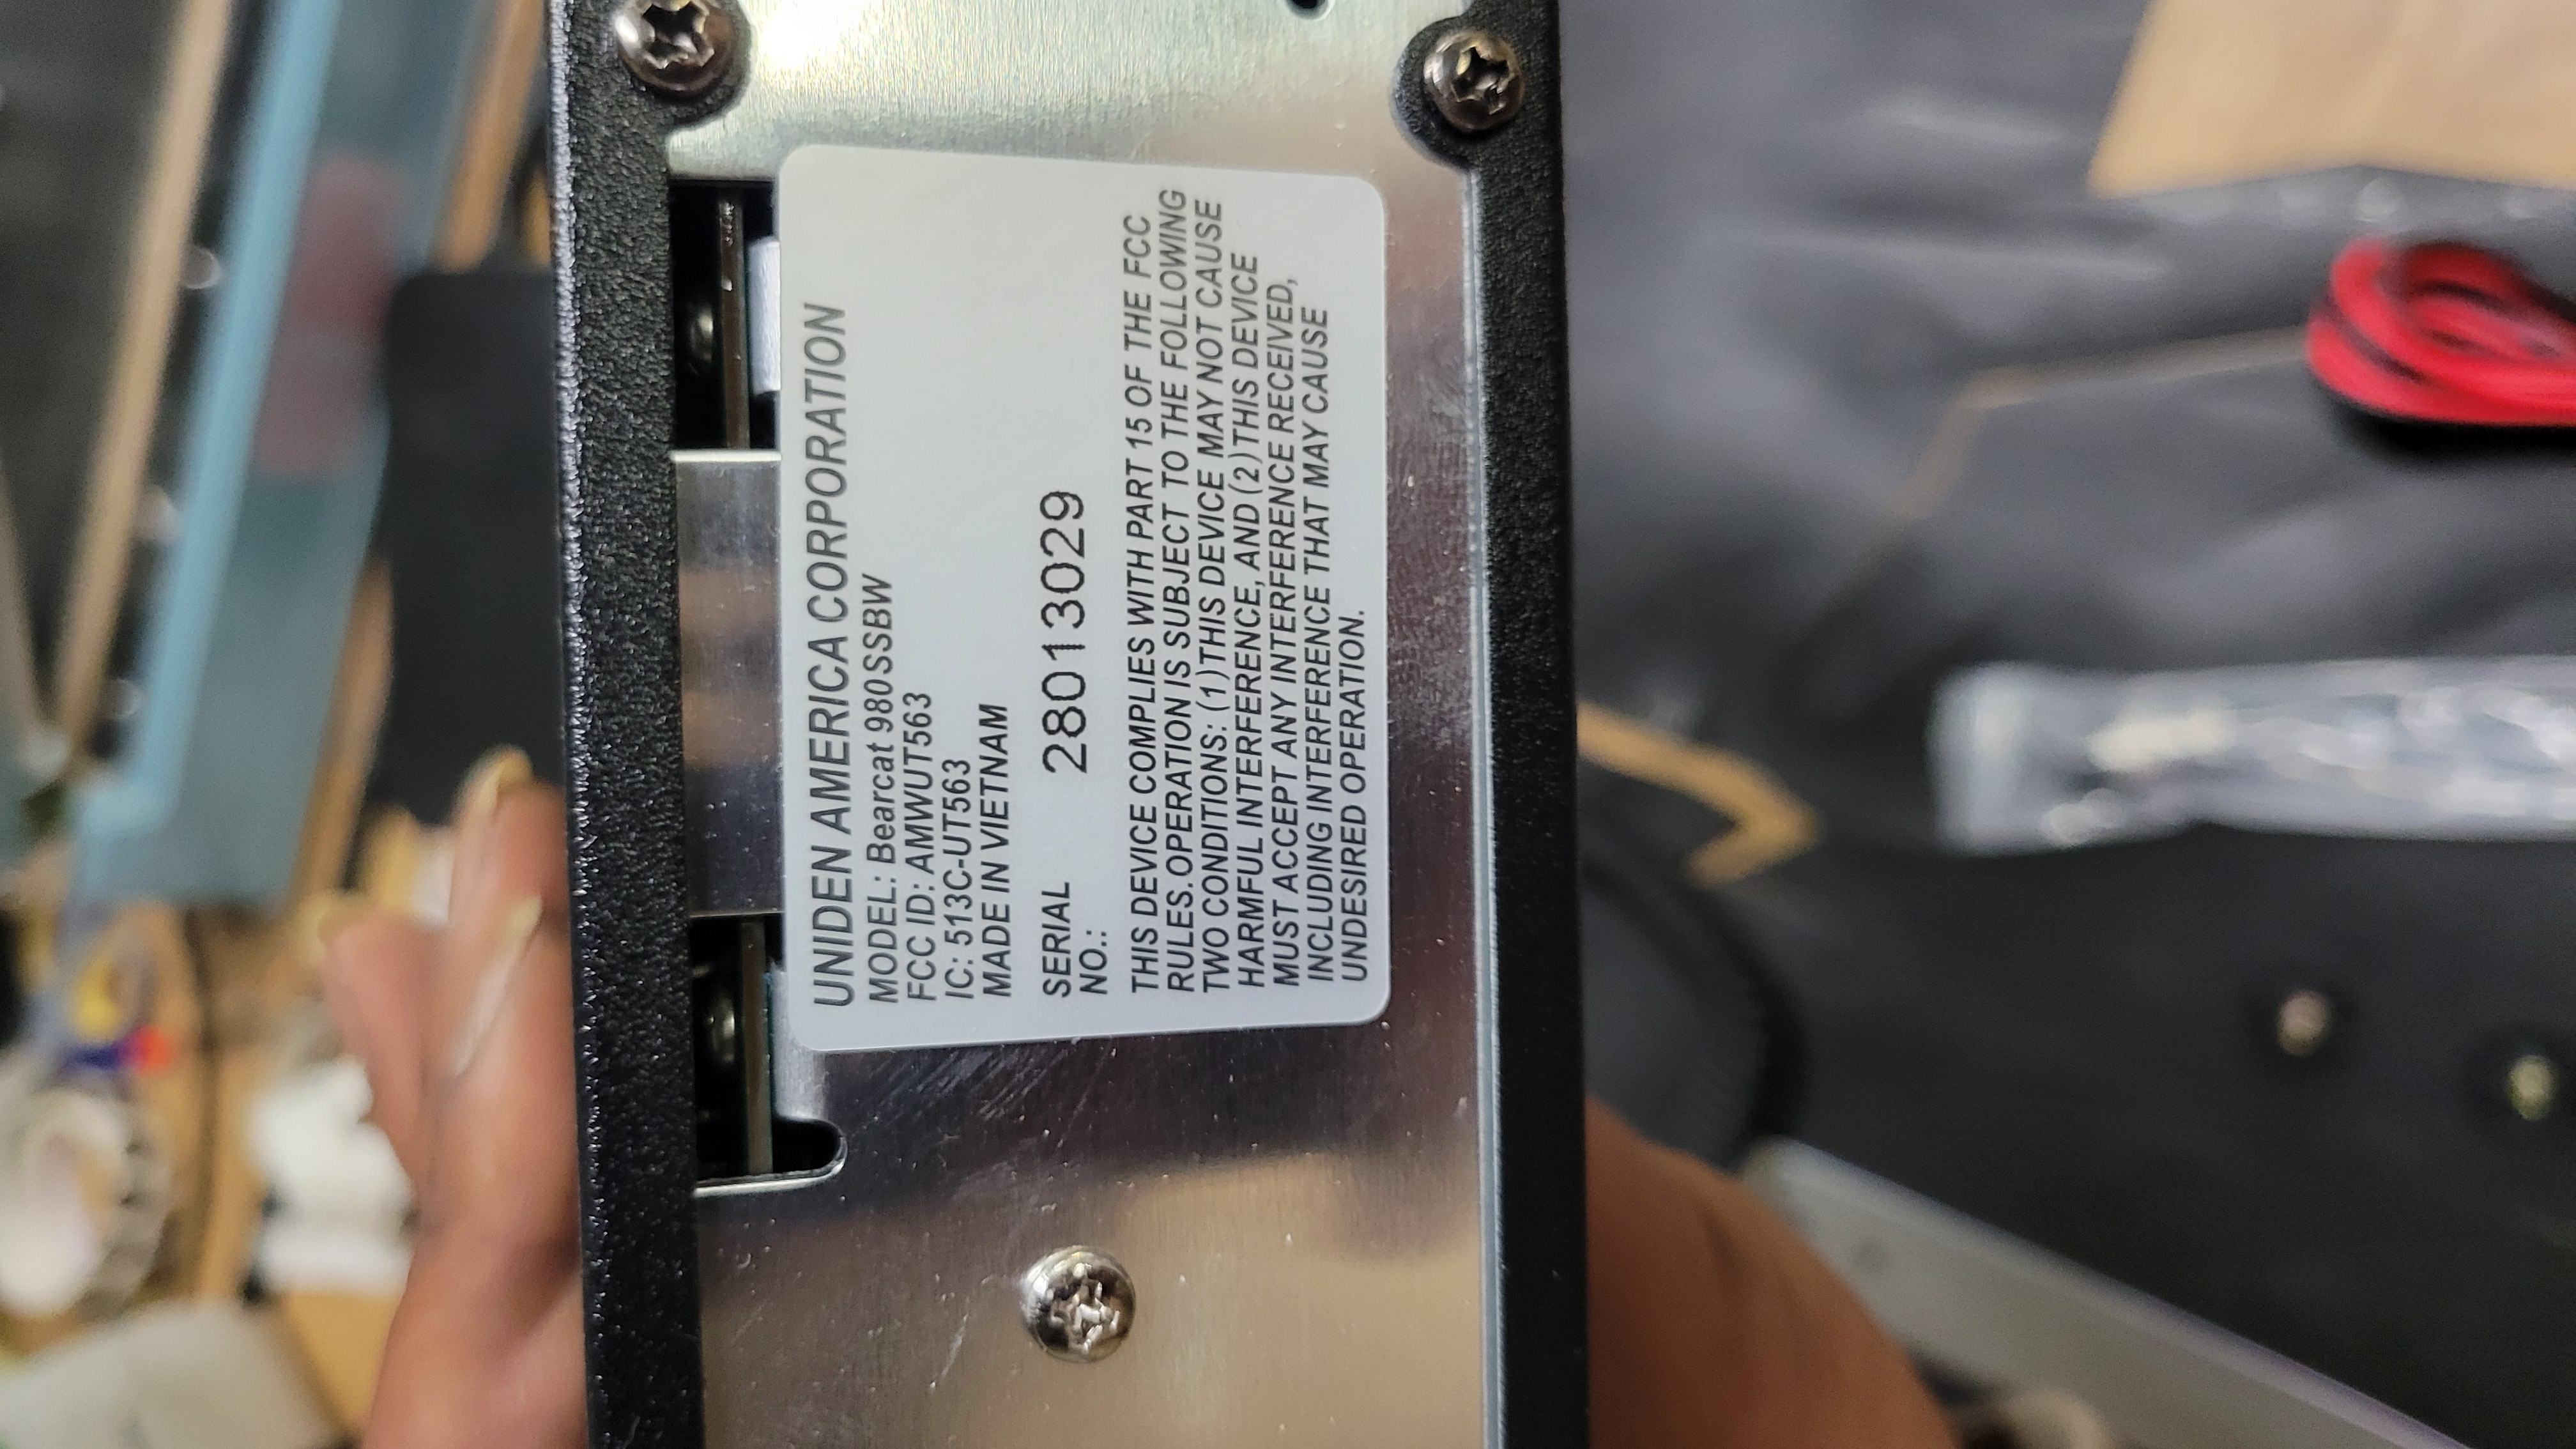 UNIDEN AMERICA CORPORATION
MODEL: Bearcat 980SSBW
FCC ID: AMWUT563
IC: 513C-UT563
MADE IN VIETNAM
SERIAL
NO.: 28013029
THIS DEVICE COMPLIES WITH PART 15 OF THE FCC
RULES.OPERATION IS SUBJECT TO THE FOLLOWING
TWO CONDITIONS: (1)THIS DEVICE MAY NOT CAUSE
HARMFUL INTERFERENCE, AND (2)THIS DEVICE
MUST ACCEPT ANY INTERFERENCE RECEIVED,
INCLUDING INTERFERENCE THAT MAY CAUSE
UNDESIRED OPERATION.